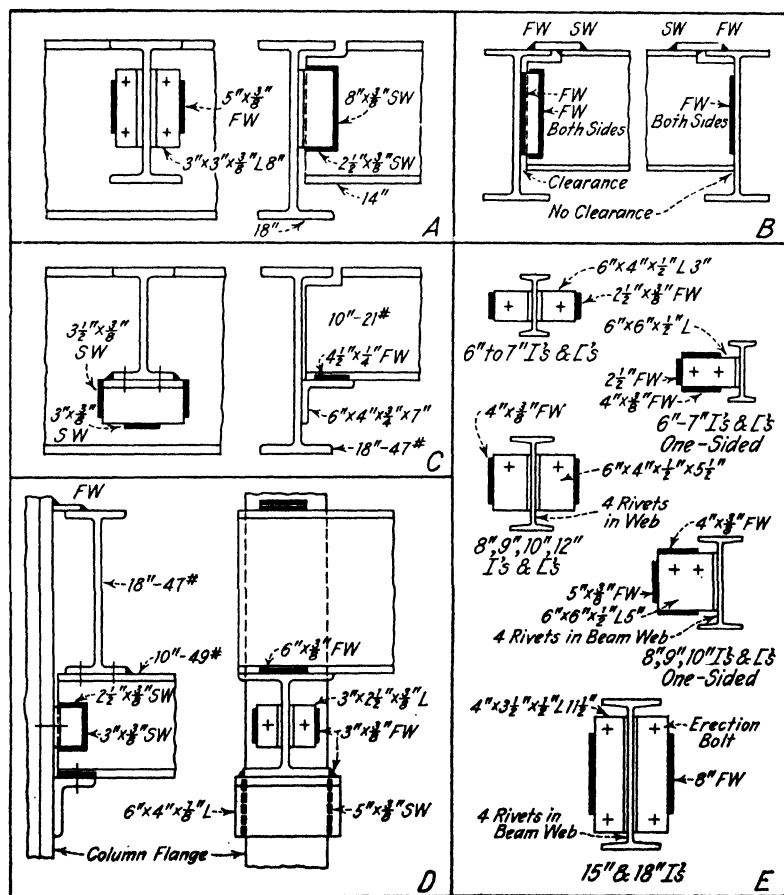 5"x3/8"
FW
3"x3"x3/8"L8"
8"x3/8"SW
2 1/2"x3/8"SW
14"
18"
A
FW SW
SW FW
FW
FW
Both Sides
FW
Both Sides
Clearance
No Clearance
B
3 1/2"x3/8"
SW
3"x3/8"
SW
10"-21#
4 1/2"x1/4"FW
6"x4"x3/4"x7"
18"-47#
C
FW
18"-47#
10"-49#
2 1/2"x3/8"SW
3"x3/8"SW
6"x3/8"FW
3"x2 1/2"x3/8"L
3"x3/8"FW
6"x4"x7/8"L
5"x3/8"SW
Column Flange
D
6"x4"x1/2"L3"
2 1/2"x3/8"FW
6"to7"I's & [s
6"x6"x1/2"L
2 1/2"FW
4"x3/8"FW
6"-7"I's & [s
One-Sided
4"x3/8"FW
6"x4"x1/2"x5 1/2"
4 Rivets
in Web
8",9",10",12"
I's & [s
4"x3/8"FW
5"x3/8"FW
6"x6"x1/2"L5"
4 Rivets in Beam Web
8",9",10"I's & [s
One-Sided
4"x3 1/2"x1/2"L11 1/2"
Erection
Bolt
8"FW
4 Rivets in
Beam Web
15"& 18"I's
E